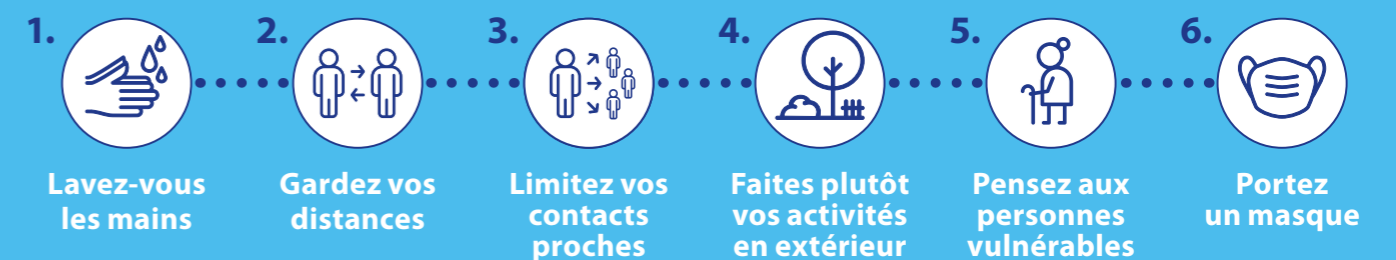 1.
Lavez-vous
les mains
2.
Gardez vos
distances
3.
Limitez vos
contacts
proches
4.
Faites plutôt
vos activités
en extérieur
5.
Pensez aux
personnes
vulnérables
6.
Portez
un masque